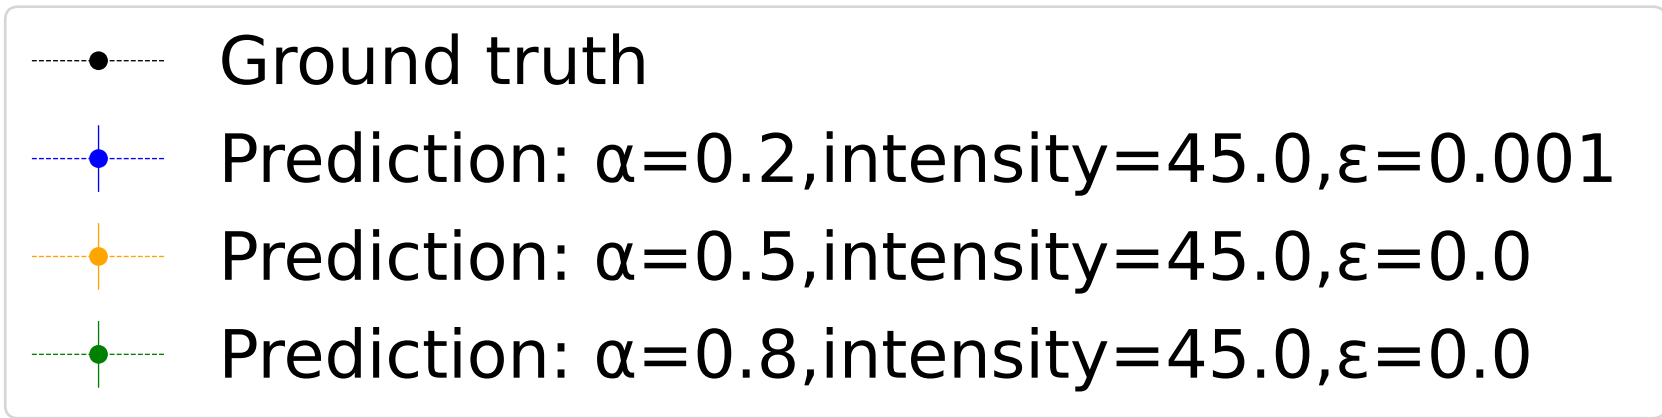 Ground truth
Prediction: α=0.2,intensity=45.0,ε=0.001
Prediction: α=0.5,intensity=45.0,ε=0.0
Prediction: α=0.8,intensity=45.0,ε=0.0